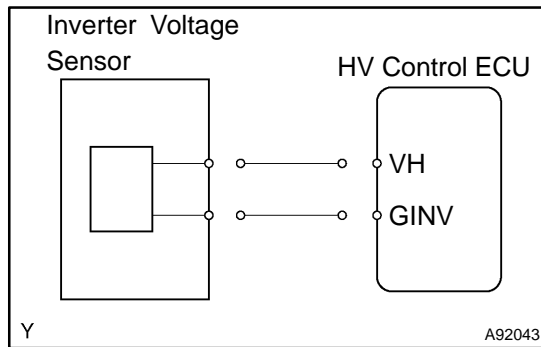 Inverter Voltage
Sensor
HV Control ECU
VH
GINV
Y
A92043